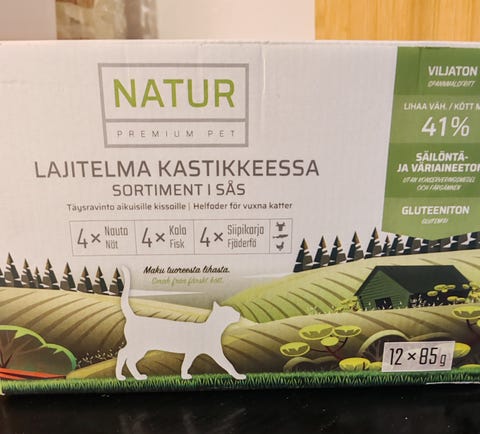 NATUR
PREMIUM PET
LAJITELMA KASTIKKEESSA
SORTIMENT I SÅS
Täysravinto aikuisille kissoille | Helfoder för vuxna katter
4× Nauta Nöt
4× Kala Fisk
4× Siipikarja Fjäderfä
Maku tuoreesta lihasta.
Smak från färskt kött.
VILJATON
SPANNMÅLSFRITT
LIHAA VÄH. / KÖTT
41%
SÄILÖNTÄ-
JA VÄRIAINEETON
UTAN KONSERVERINGSMEDEL
OCH FÄRGÄMNEN
GLUTEENITON
GLUTENFRI
12 × 85g